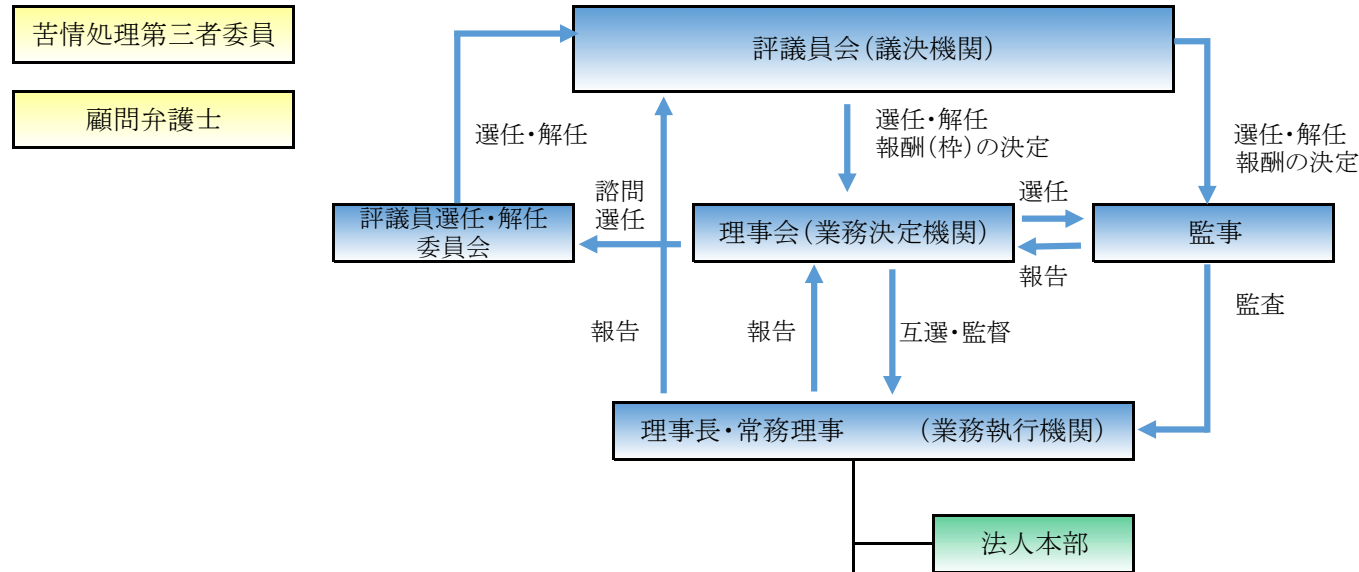 苦情処理第三者委員
評議員会（議決機関）
顧問弁護士
選任・解任
選任・解任
報酬（枠）の決定
選任・解任
報酬の決定
諮問
選任
選任
評議員選任・解任
委員会
理事会（業務決定機関）
監事
報告
監査
報告
報告
互選・監督
理事長・常務理事　　　（業務執行機関）
法人本部